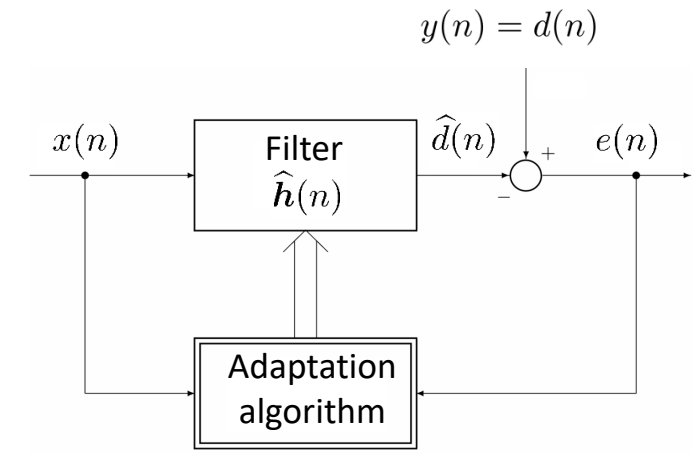 y(n) = d(n)
x(n)
Filter
ĥ(n)
d̂(n)
+
−
e(n)
Adaptation
algorithm